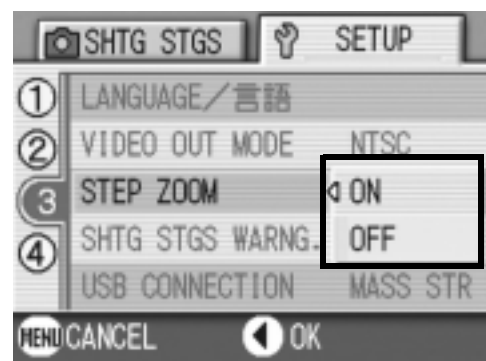 SHTG STGS SETUP
1 LANGUAGE/言語
2 VIDEO OUT MODE NTSC
3 STEP ZOOM ON
4 SHTG STGS WARNG. OFF
USB CONNECTION MASS STR
MENU CANCEL OK